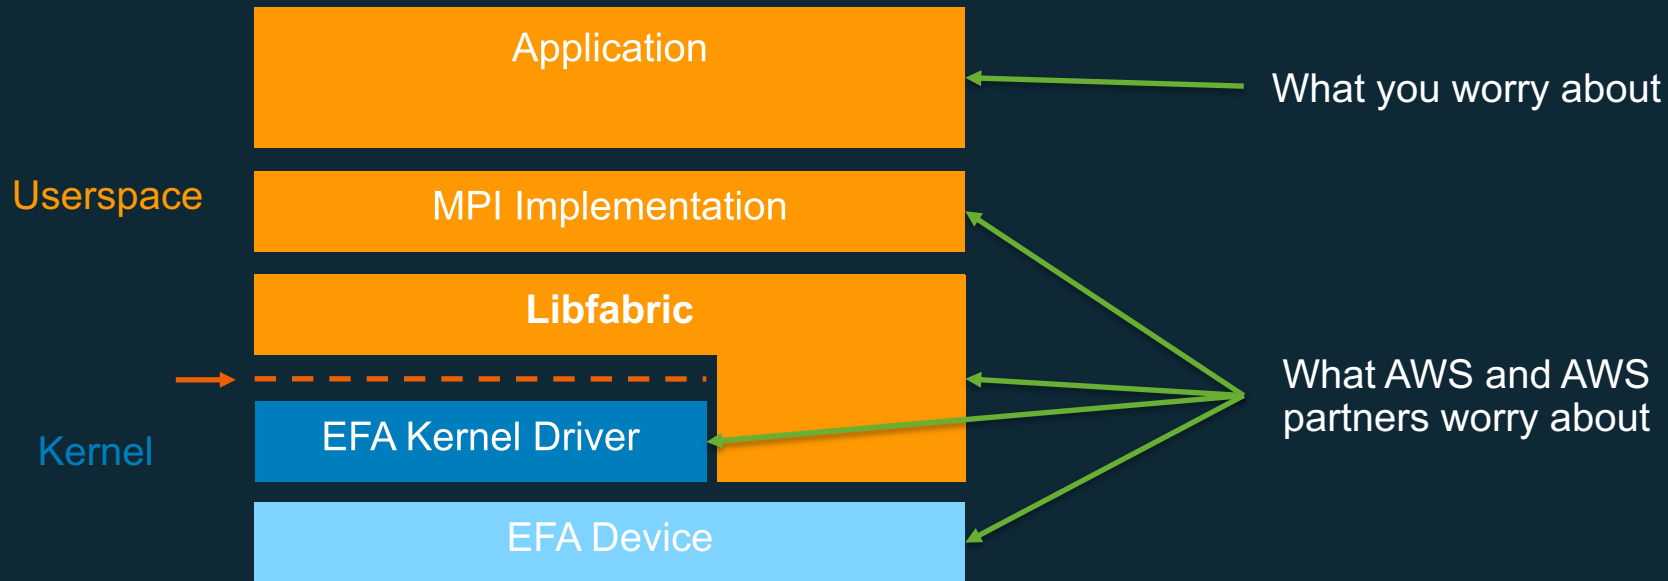 Application
What you worry about
Userspace
MPI Implementation
Libfabric
What AWS and AWS
partners worry about
EFA Kernel Driver
Kernel
EFA Device